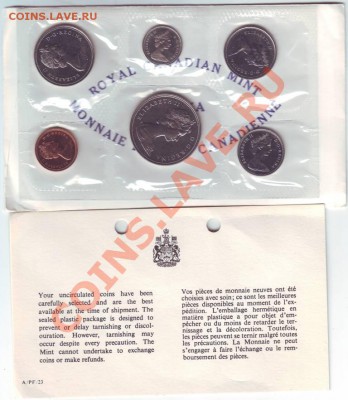 COINS.LAVE.RU
ROYAL CANADIAN MINT
MONNAIE CANADIENNE
COINS.LAVE.RU
Your uncirculated coins have been
carefully selected and are the best
available at the time of shipment. The
sealed plastic package is designed to
prevent or delay tarnishing or discol-
oration. However, tarnishing may
occur despite every precaution. The
Mint cannot undertake to exchange
coins or make refunds.
Vos pièces de monnaie neuves ont été
choisies avec soin; ce sont les meilleures
pièces disponibles au moment de l'ex-
pédition. L'emballage hermétique en
matière plastique a pour objet d'em-
pêcher ou du moins de retarder le ter-
nissage et la décoloration. Toutefois,
les pièces peuvent se ternir malgré toutes
les précautions. La Monnaie ne peut
s'engager à faire l'échange ou le rem-
boursement des pièces.